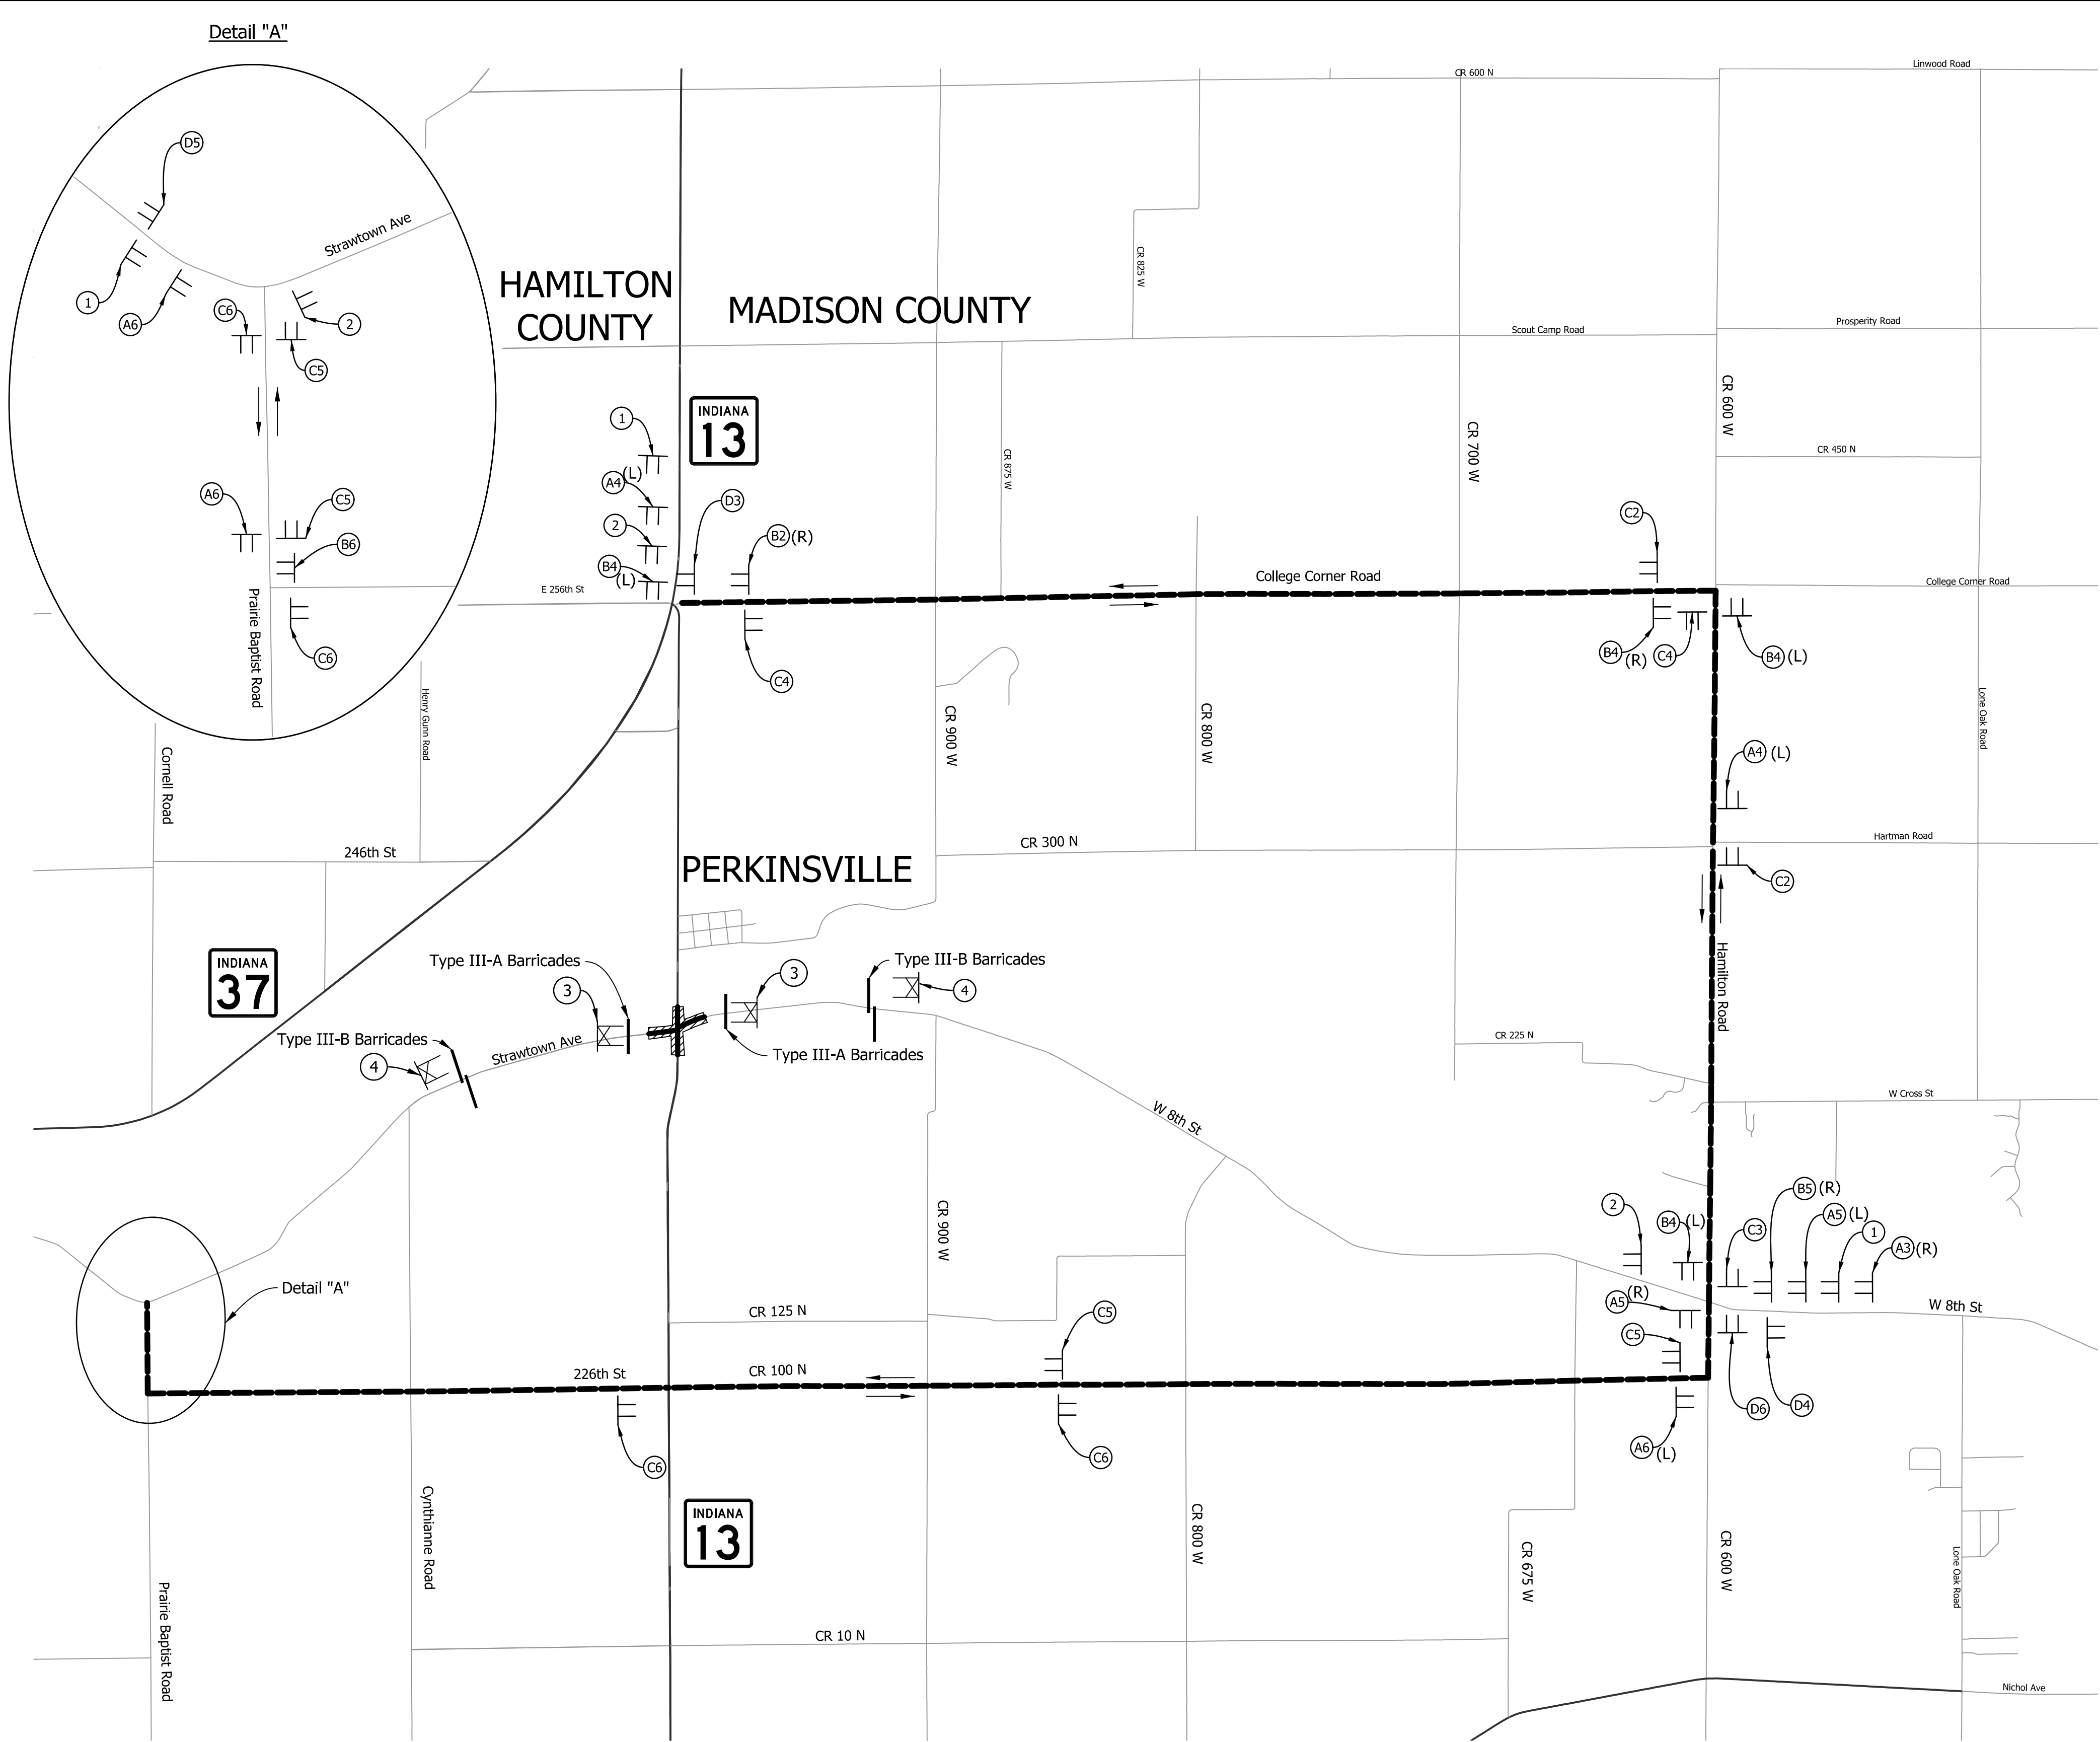 Detail "A"
Linwood Road
CR 600 N
D5
Strawtown Ave
1
A6
C6
2
C5
A6
C5
B6
C6
Prairie Baptist Road
HAMILTON
COUNTY
MADISON COUNTY
CR 825 W
Scout Camp Road
Prosperity Road
INDIANA
13
1
A4 (L)
2
B4 (L)
D3
B2 (R)
C4
E 256th St
CR 875 W
CR 700 W
CR 600 W
CR 450 N
C2
College Corner Road
College Corner Road
B4 (R)
C4
B4 (L)
Henry Gunn Road
Cornell Road
CR 900 W
CR 800 W
Lone Oak Road
A4 (L)
246th St
CR 300 N
Hartman Road
PERKINSVILLE
C2
INDIANA
37
Type III-A Barricades
3
3
Type III-B Barricades
4
Hamilton Road
Type III-B Barricades
4
Strawtown Ave
Type III-A Barricades
CR 225 N
W Cross St
W 8th St
CR 900 W
2
B4 (L)
C3
B5 (R)
A5 (L)
1
A3 (R)
Detail "A"
CR 125 N
C5
A5 (R)
C5
W 8th St
226th St
CR 100 N
D6
D4
C6
C6
A6 (L)
INDIANA
13
Cynthianne Road
CR 800 W
CR 675 W
CR 600 W
Lone Oak Road
Prairie Baptist Road
CR 10 N
Nichol Ave